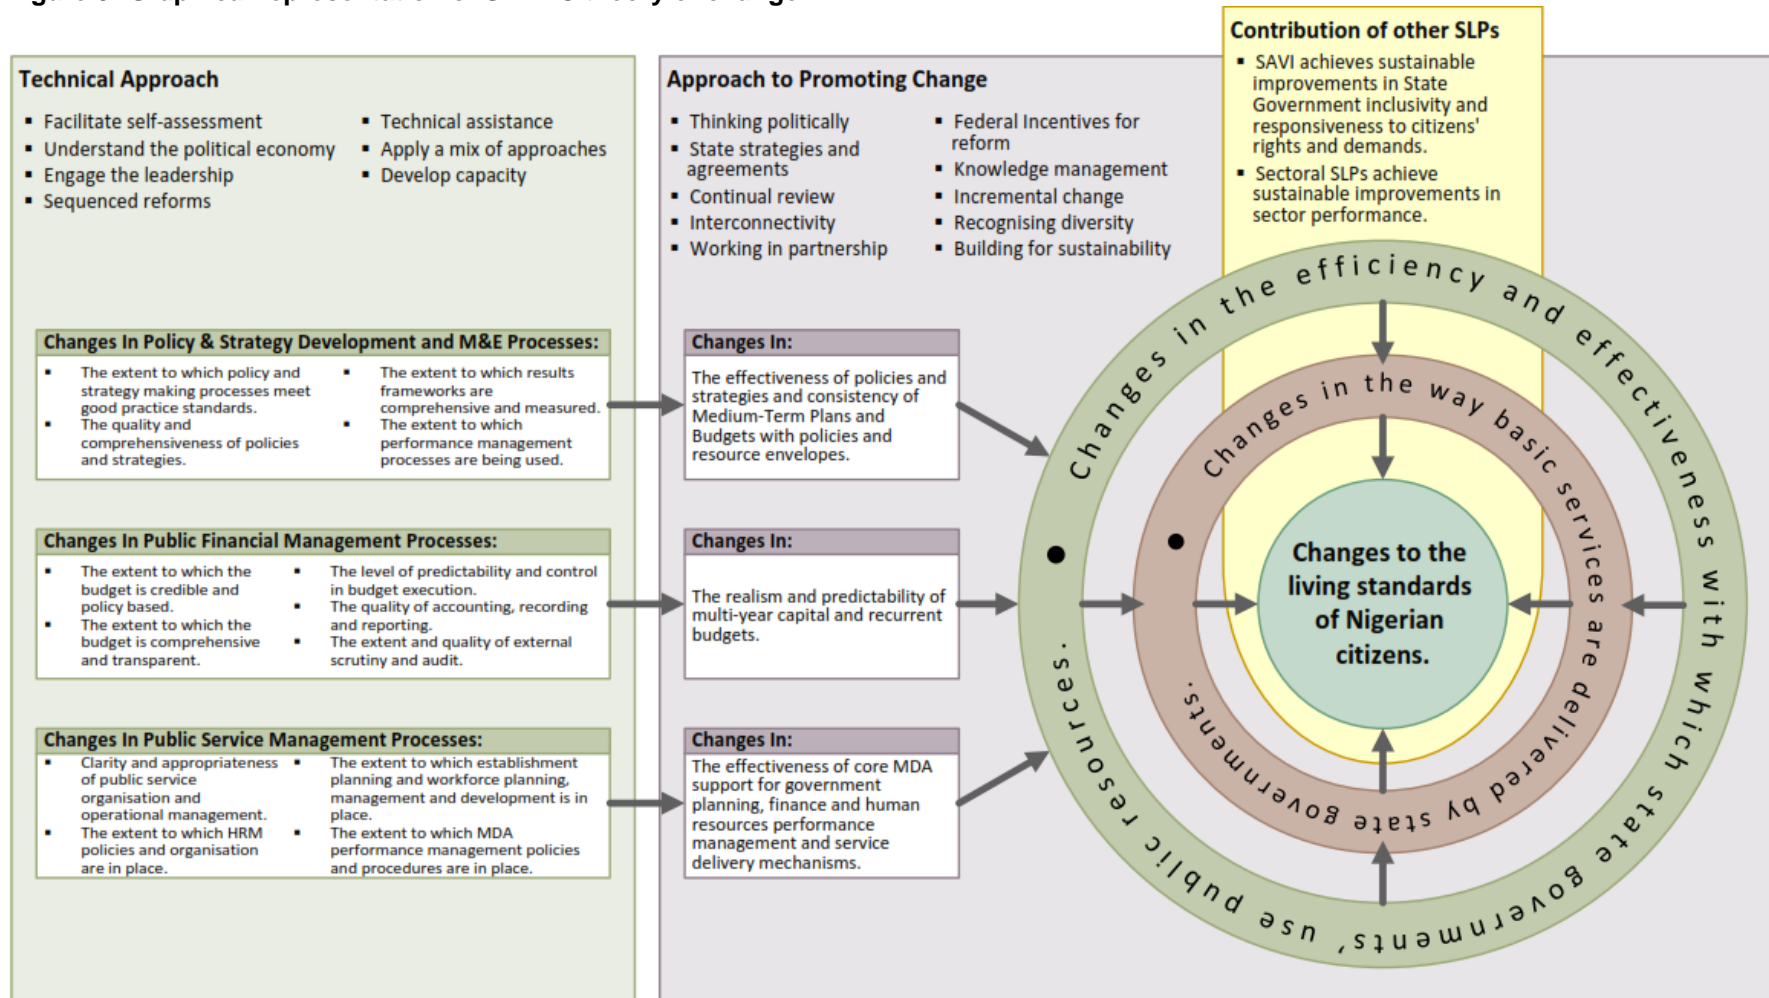 Technical Approach
▪ Facilitate self-assessment
▪ Understand the political economy
▪ Engage the leadership
▪ Sequenced reforms
▪ Technical assistance
▪ Apply a mix of approaches
▪ Develop capacity
Approach to Promoting Change
▪ Thinking politically
▪ State strategies and
agreements
▪ Continual review
▪ Interconnectivity
▪ Working in partnership
▪ Federal Incentives for
reform
▪ Knowledge management
▪ Incremental change
▪ Recognising diversity
▪ Building for sustainability
Contribution of other SLPs
▪ SAVI achieves sustainable
improvements in State
Government inclusivity and
responsiveness to citizens'
rights and demands.
▪ Sectoral SLPs achieve
sustainable improvements in
sector performance.
Changes In Policy & Strategy Development and M&E Processes:
▪ The extent to which policy and
strategy making processes meet
good practice standards.
▪ The quality and
comprehensiveness of policies
and strategies.
▪ The extent to which results
frameworks are
comprehensive and measured.
▪ The extent to which
performance management
processes are being used.
Changes In:
The effectiveness of policies and
strategies and consistency of
Medium-Term Plans and
Budgets with policies and
resource envelopes.
Changes In Public Financial Management Processes:
▪ The extent to which the
budget is credible and
policy based.
▪ The extent to which the
budget is comprehensive
and transparent.
▪ The level of predictability and control
in budget execution.
▪ The quality of accounting, recording
and reporting.
▪ The extent and quality of external
scrutiny and audit.
Changes In:
The realism and predictability of
multi-year capital and recurrent
budgets.
Changes In Public Service Management Processes:
▪ Clarity and appropriateness
of public service
organisation and
operational management.
▪ The extent to which HRM
policies and organisation
are in place.
▪ The extent to which establishment
planning and workforce planning,
management and development is in
place.
▪ The extent to which MDA
performance management policies
and procedures are in place.
Changes In:
The effectiveness of core MDA
support for government
planning, finance and human
resources performance
management and service
delivery mechanisms.
• Changes in the efficiency and effectiveness with which state governments' use public resources.
• Changes in the way basic services are delivered by state governments.
Changes to the
living standards
of Nigerian
citizens.